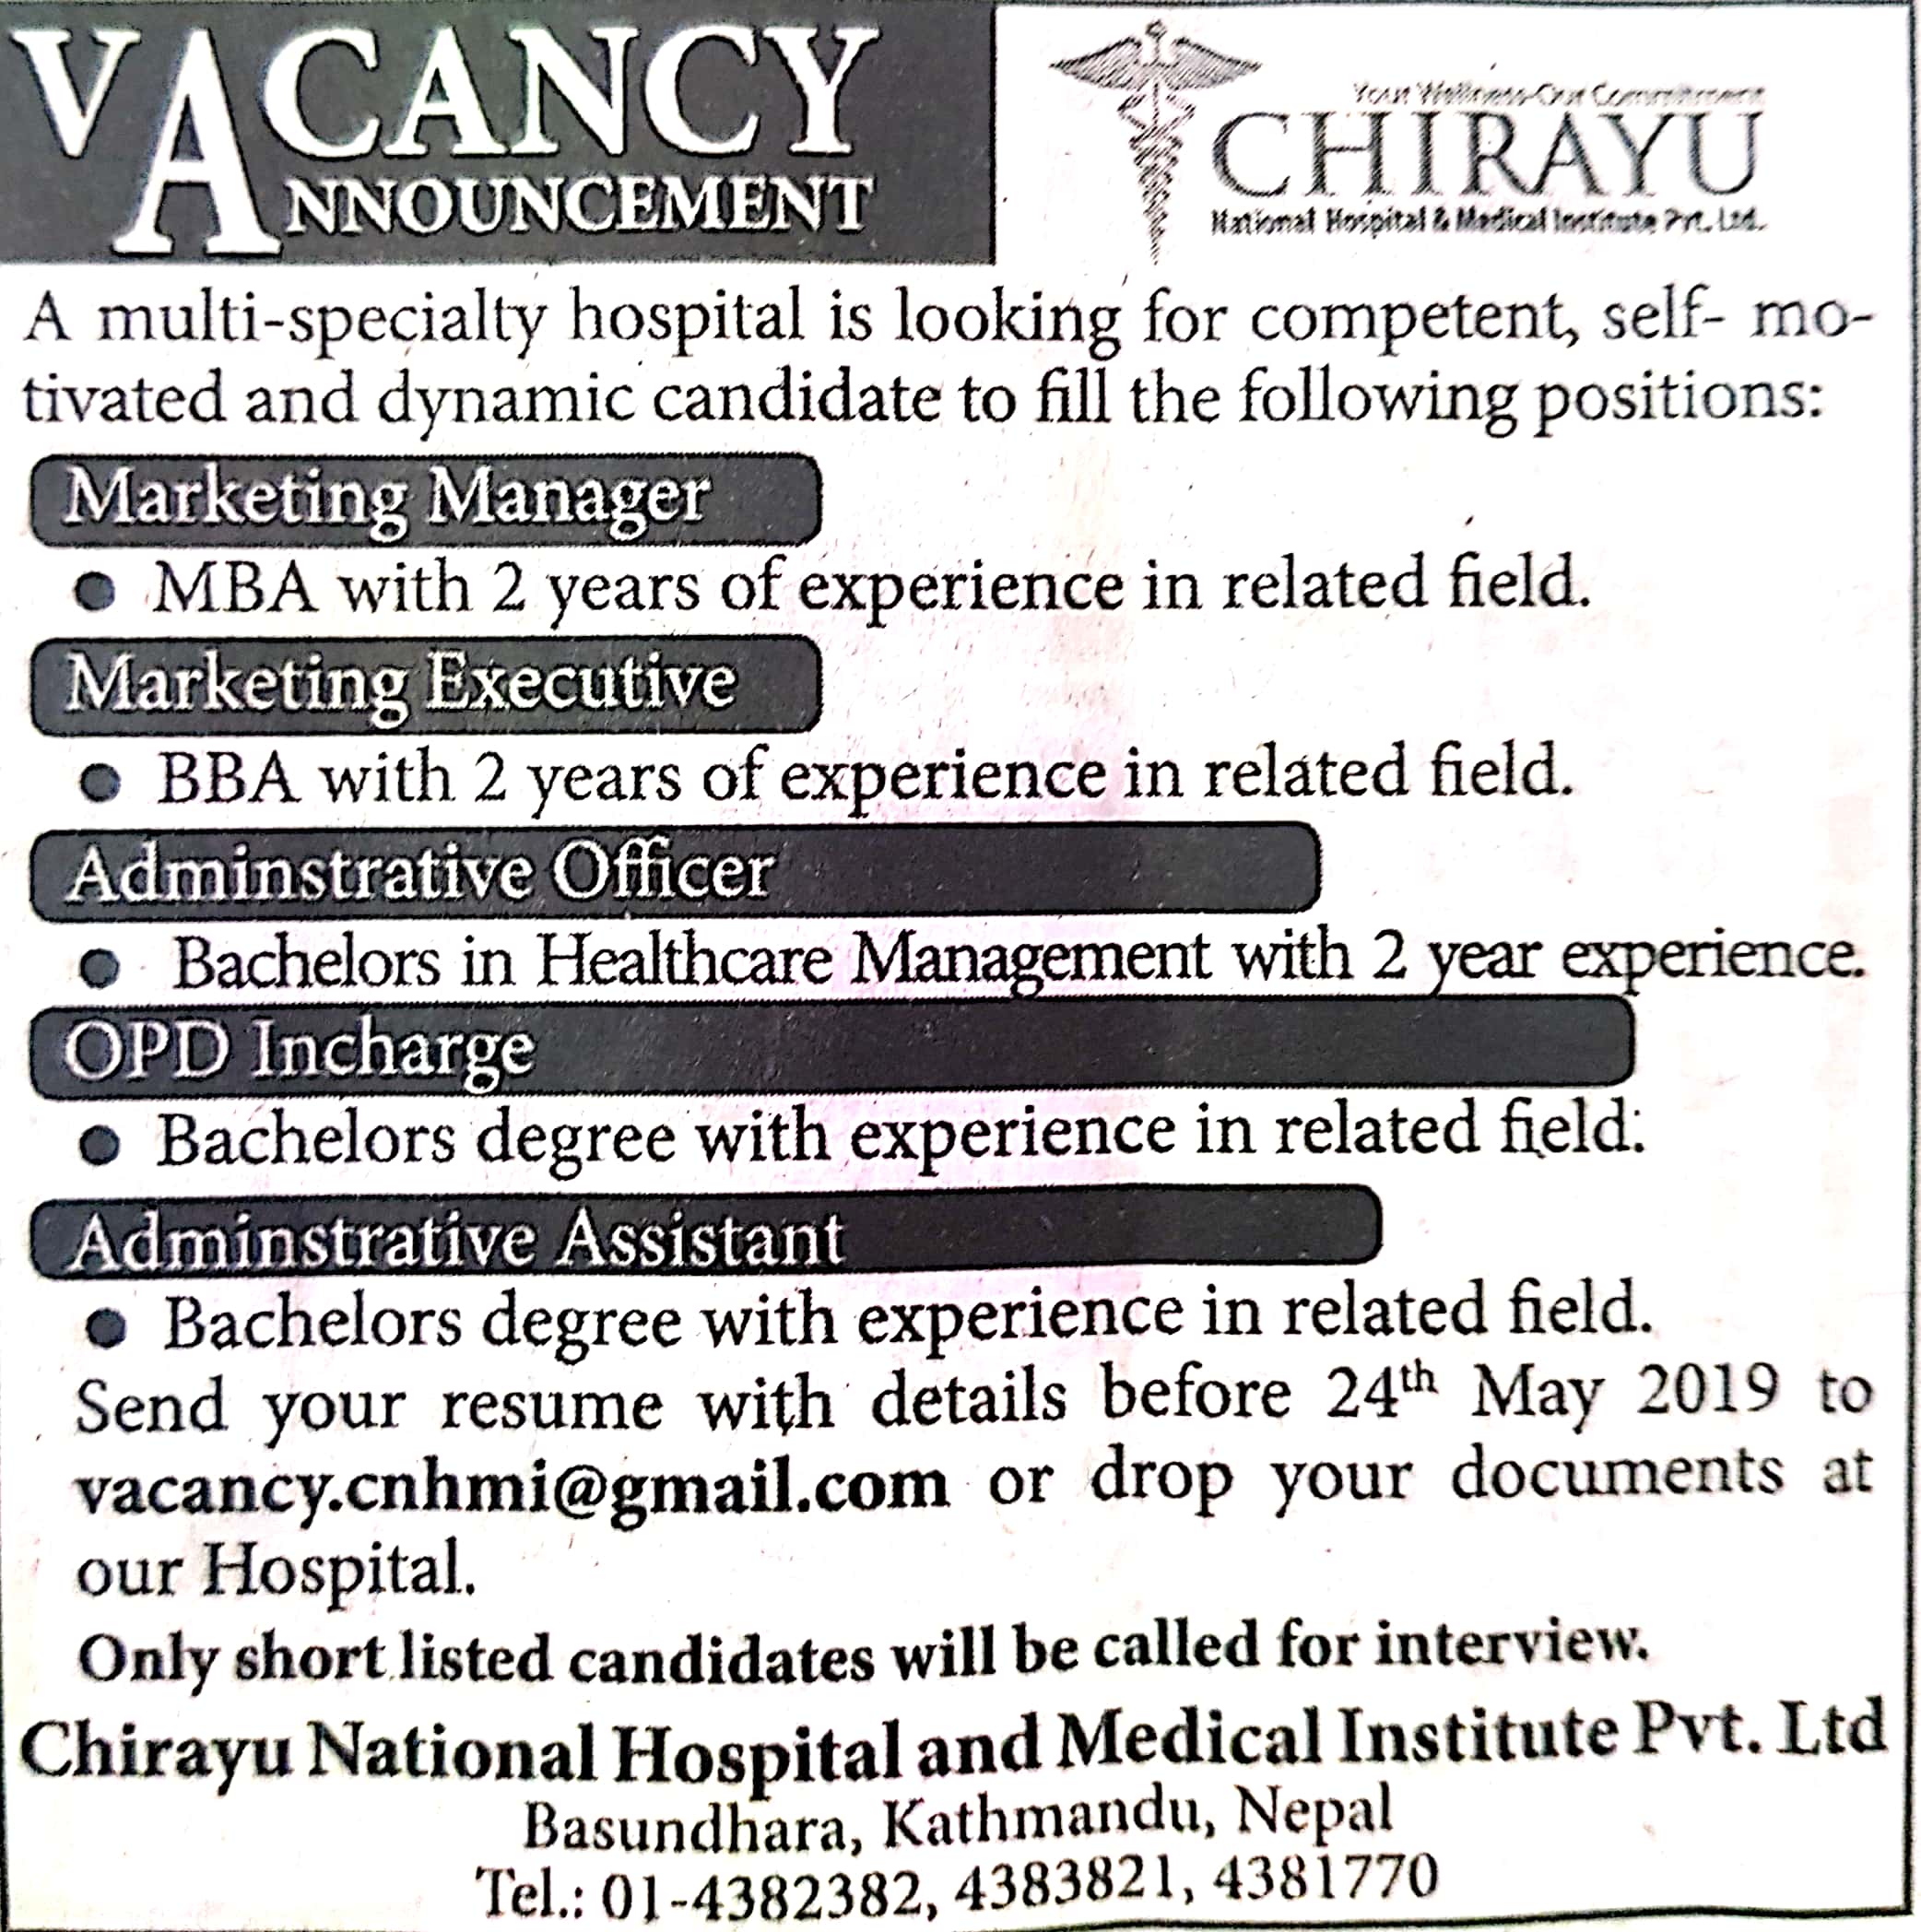 VACANCY
ANNOUNCEMENT
Your Wellness-Our Commitment
CHIRAYU
National Hospital & Medical Institute Pvt. Ltd.
A multi-specialty hospital is looking for competent, self- mo-
tivated and dynamic candidate to fill the following positions:
Marketing Manager
● MBA with 2 years of experience in related field.
Marketing Executive
● BBA with 2 years of experience in related field.
Adminstrative Officer
● Bachelors in Healthcare Management with 2 year experience.
OPD Incharge
● Bachelors degree with experience in related field.
Adminstrative Assistant
● Bachelors degree with experience in related field.
Send your resume with details before 24th May 2019 to
vacancy.cnhmi@gmail.com or drop your documents at
our Hospital.
Only short listed candidates will be called for interview.
Chirayu National Hospital and Medical Institute Pvt. Ltd
Basundhara, Kathmandu, Nepal
Tel.: 01-4382382, 4383821, 4381770